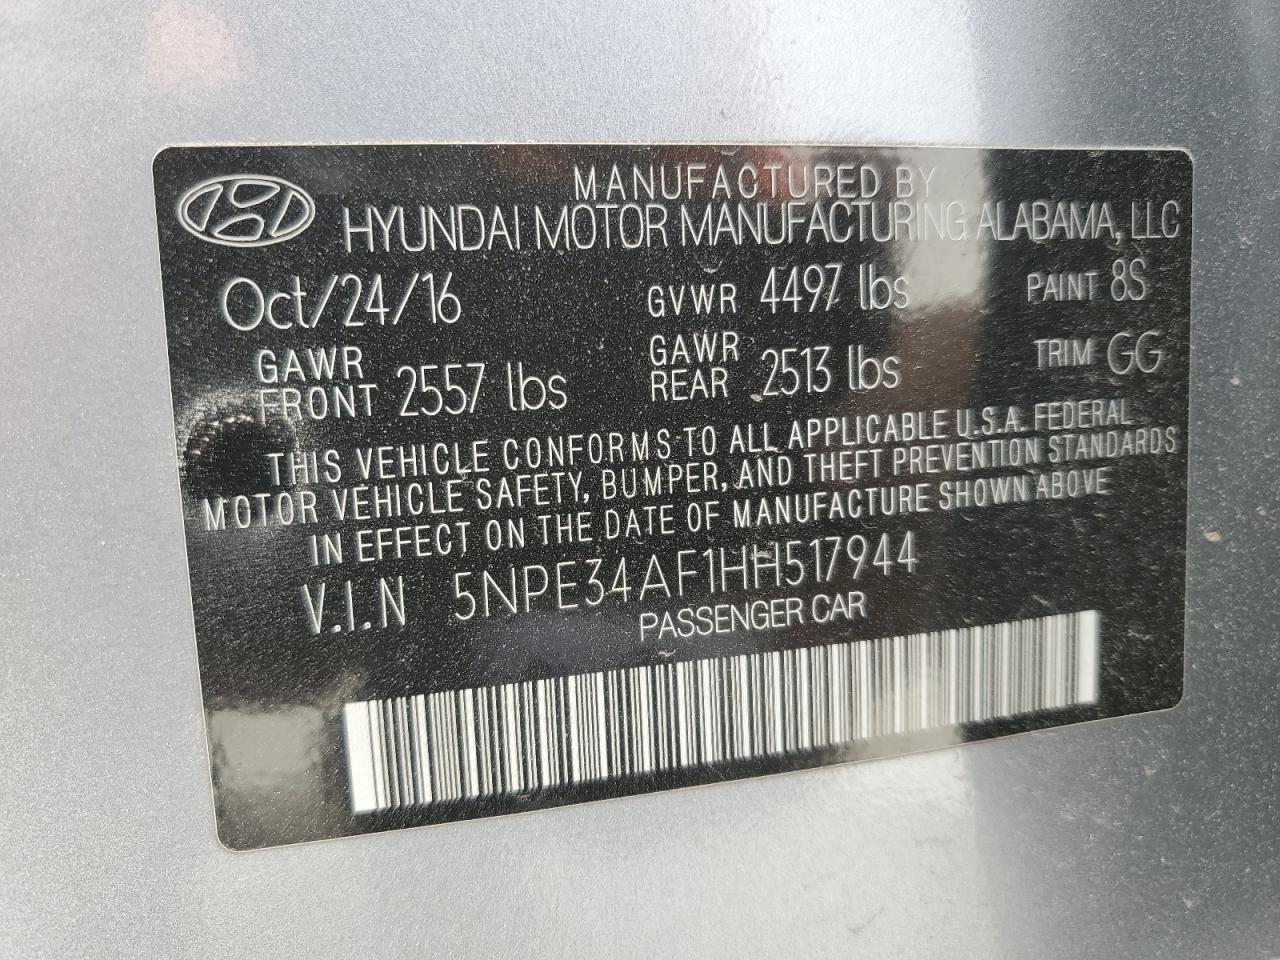 MANUFACTURED BY
HYUNDAI MOTOR MANUFACTURING ALABAMA, LLC
Oct/24/16 GVWR 4497 lbs PAINT 8S
GAWR FRONT 2557 lbs GAWR REAR 2513 lbs TRIM GG
THIS VEHICLE CONFORMS TO ALL APPLICABLE U.S.A. FEDERAL
MOTOR VEHICLE SAFETY, BUMPER, AND THEFT PREVENTION STANDARDS
IN EFFECT ON THE DATE OF MANUFACTURE SHOWN ABOVE
V.I.N 5NPE34AF1HH517944
PASSENGER CAR